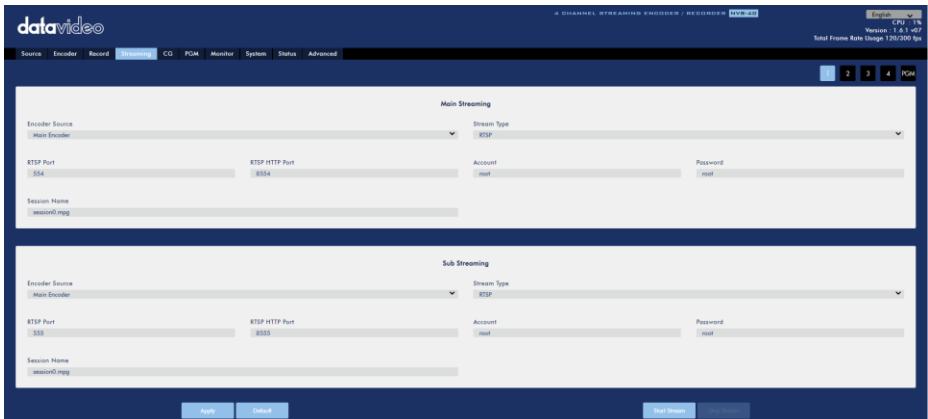 datavideo
4 CHANNEL STREAMING ENCODER / RECORDER NVS-40
English
CPU : 1%
Version : 1.6.1 v07
Total Frame Rate Usage 120/300 fps
Source Encoder Record Streaming CG PGM Monitor System Status Advanced
1 2 3 4 PGM
Main Streaming
Encoder Source Stream Type
Main Encoder RTSP
RTSP Port RTSP HTTP Port Account Password
554 8554 root root
Session Name
session0.mpg
Sub Streaming
Encoder Source Stream Type
Main Encoder RTSP
RTSP Port RTSP HTTP Port Account Password
555 8555 root root
Session Name
session0.mpg
Apply Default Start Stream Stop Stream